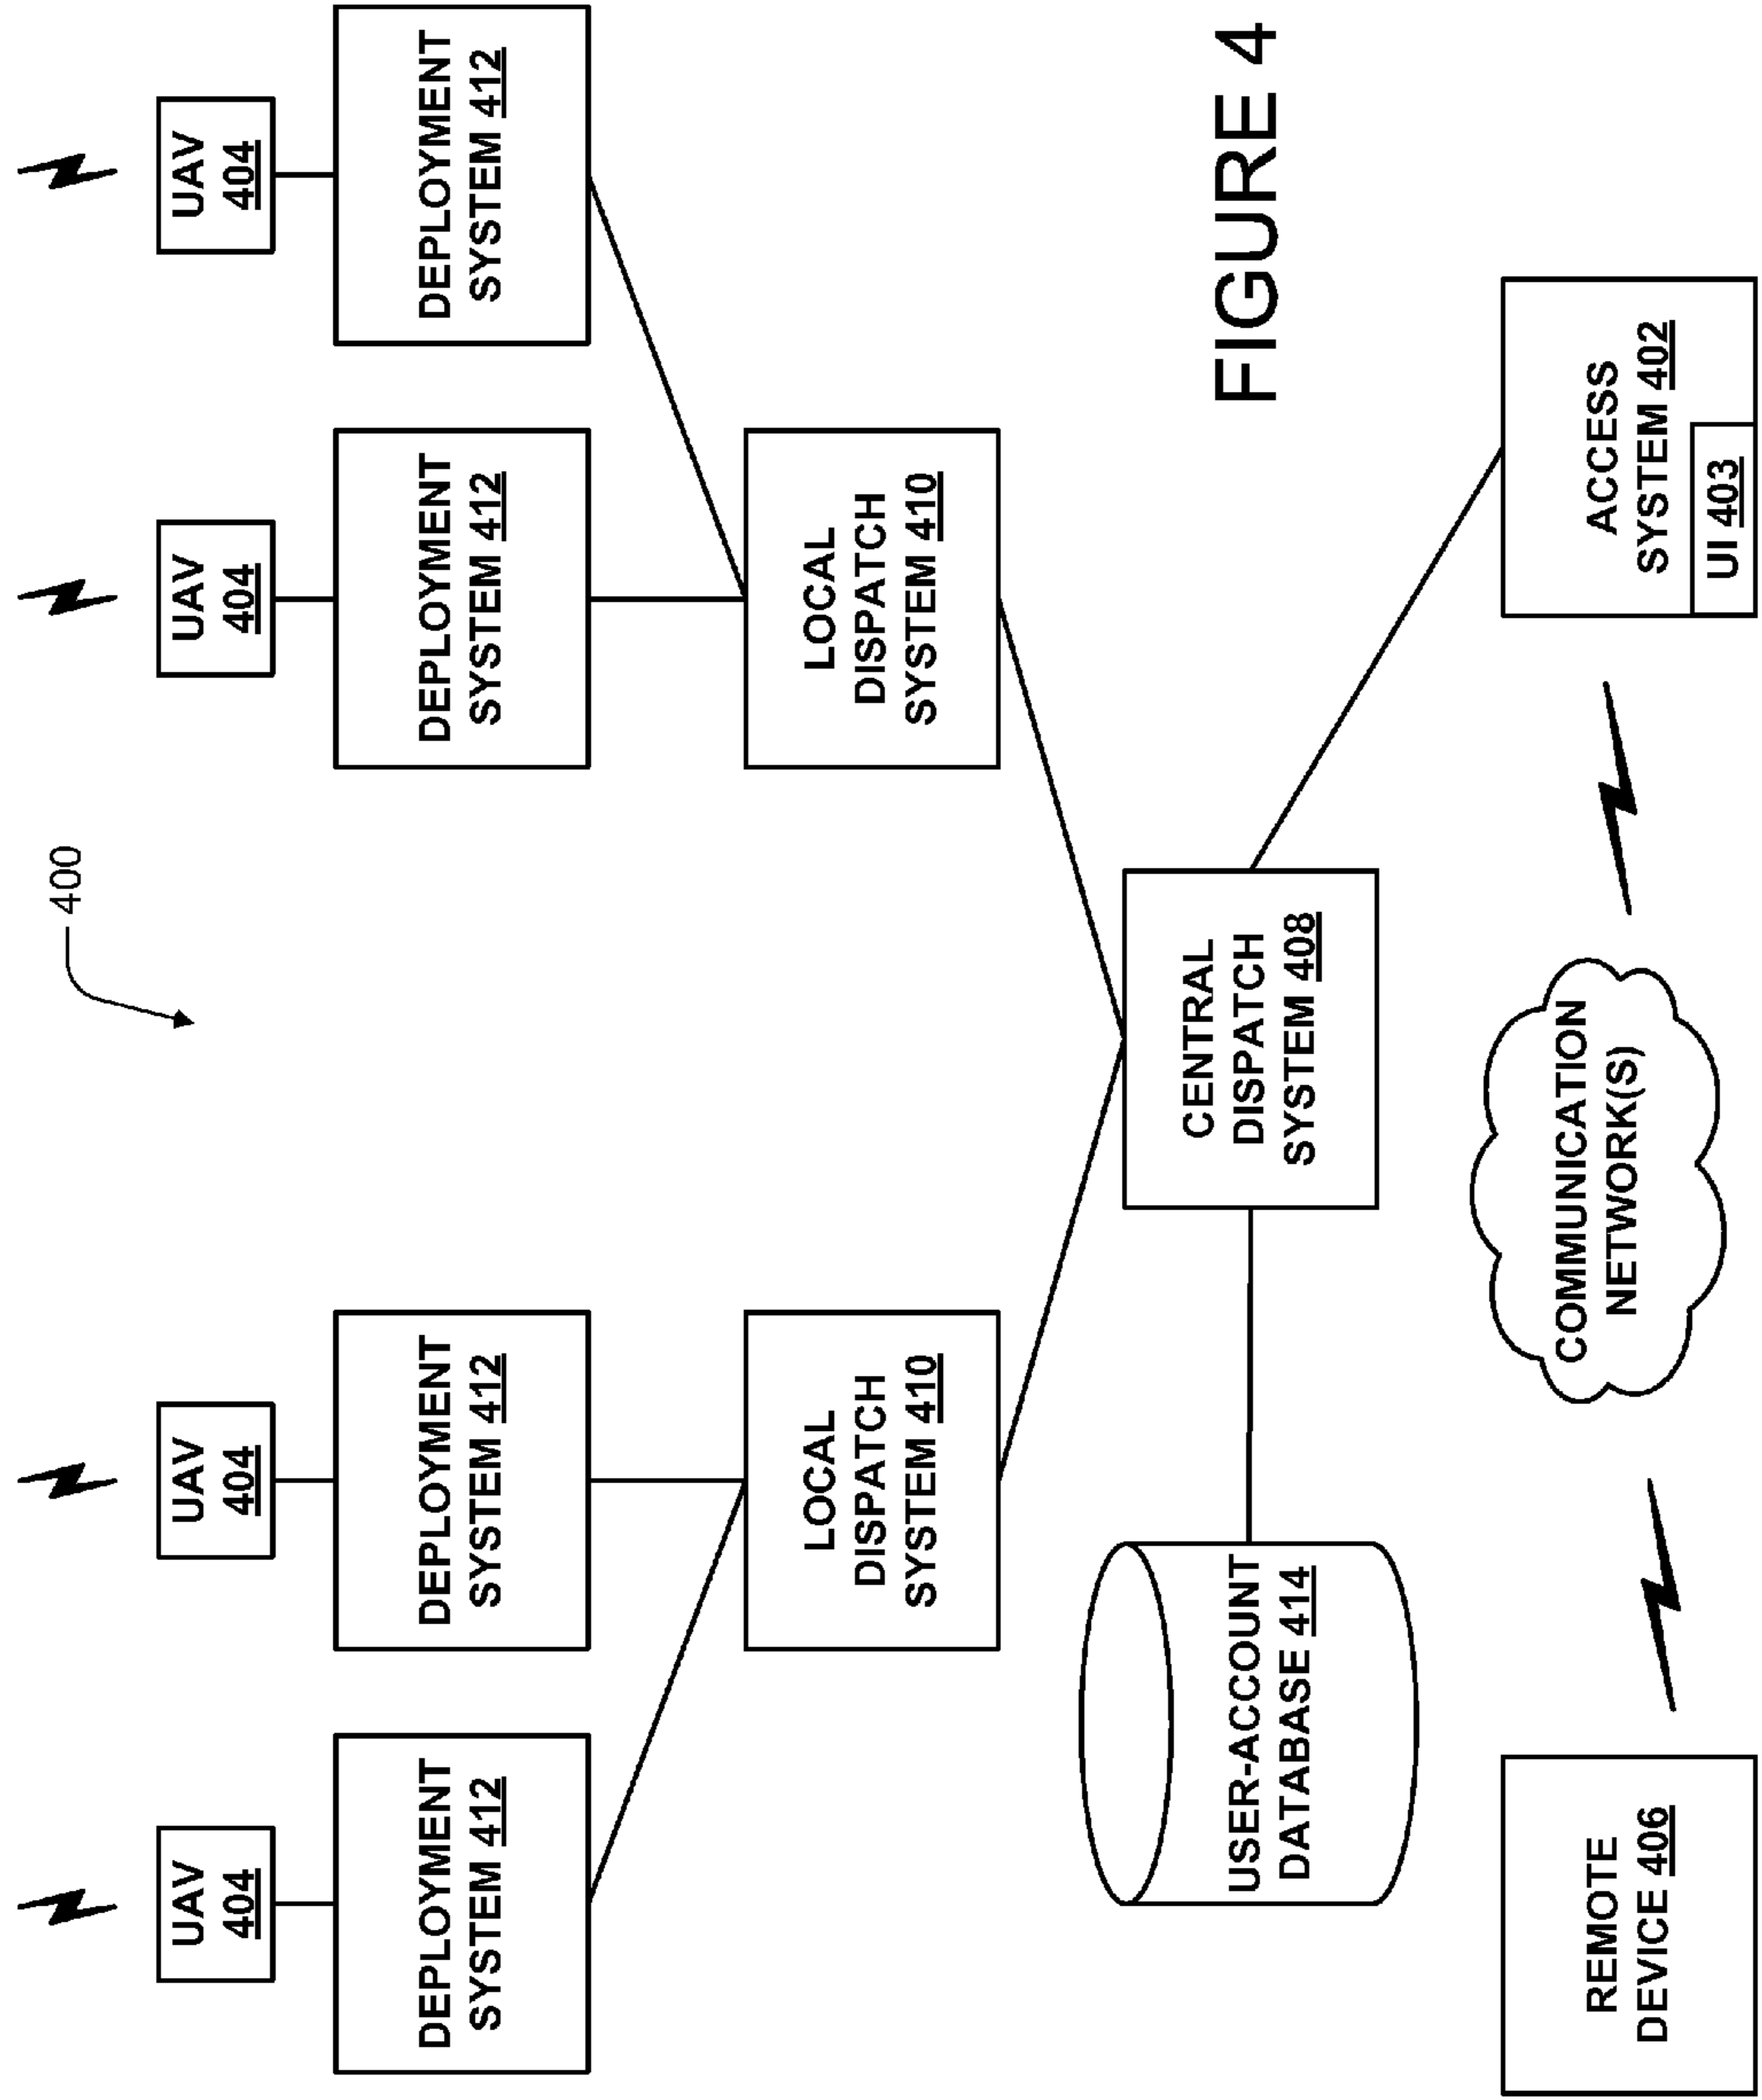 400
UAV
404
UAV
404
UAV
404
UAV
404
DEPLOYMENT
SYSTEM 412
DEPLOYMENT
SYSTEM 412
DEPLOYMENT
SYSTEM 412
DEPLOYMENT
SYSTEM 412
LOCAL
DISPATCH
SYSTEM 410
LOCAL
DISPATCH
SYSTEM 410
USER-ACCOUNT
DATABASE 414
CENTRAL
DISPATCH
SYSTEM 408
FIGURE 4
REMOTE
DEVICE 406
COMMUNICATION
NETWORK(S)
ACCESS
SYSTEM 402
UI 403